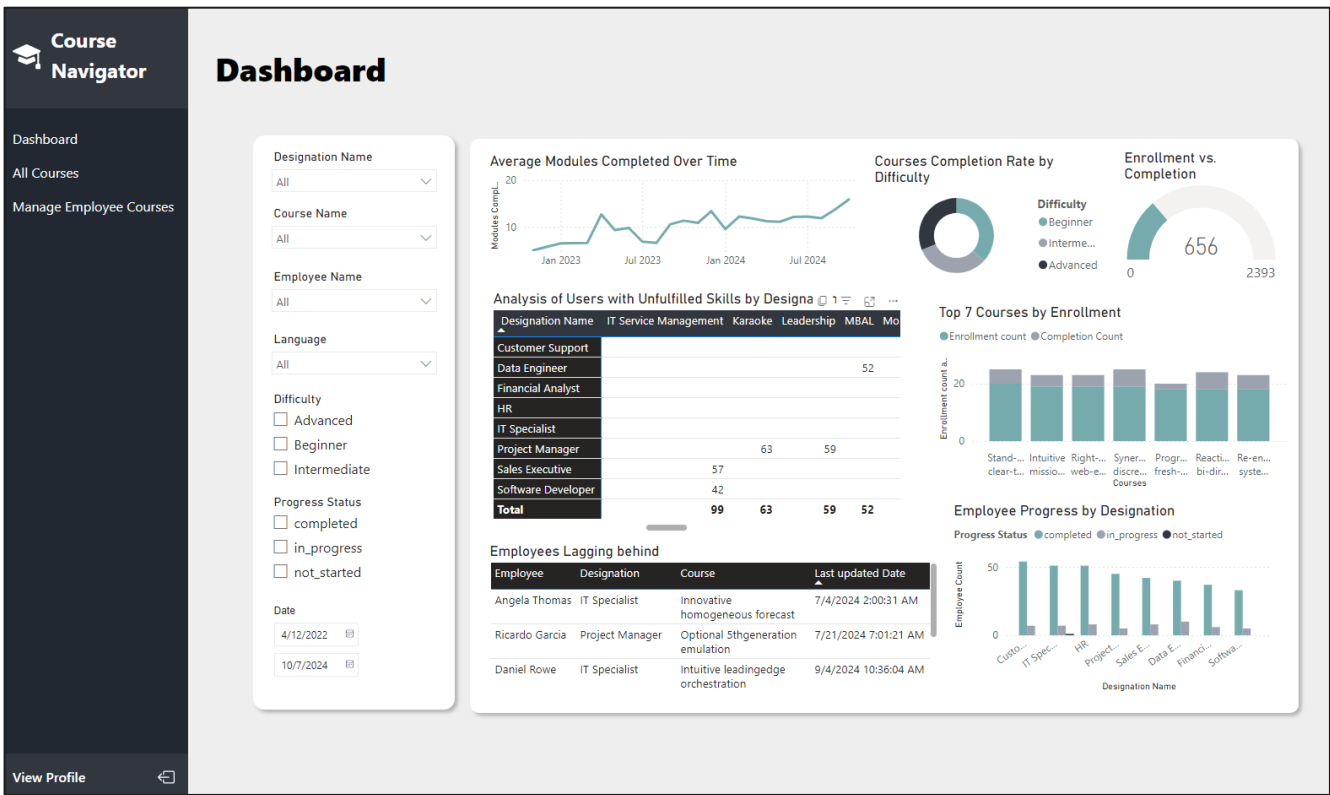 Course
Navigator
Dashboard
All Courses
Manage Employee Courses
View Profile
Dashboard
Designation Name
All
Course Name
All
Employee Name
All
Language
All
Difficulty
Advanced
Beginner
Intermediate
Progress Status
completed
in_progress
not_started
Date
4/12/2022
10/7/2024
Average Modules Completed Over Time
Modules Compl...
20
10
Jan 2023 Jul 2023 Jan 2024 Jul 2024
Courses Completion Rate by
Difficulty
Difficulty
Beginner
Interme...
Advanced
Enrollment vs.
Completion
656
0 2393
Analysis of Users with Unfulfilled Skills by Designa
Designation Name IT Service Management Karaoke Leadership MBAL Mo
Customer Support
Data Engineer 52
Financial Analyst
HR
IT Specialist
Project Manager 63 59
Sales Executive 57
Software Developer 42
Total 99 63 59 52
Top 7 Courses by Enrollment
Enrollment count Completion Count
Enrollment count a..
20
0
Stand-... Intuitive Right-... Syner... Progr... Reacti... Re-en...
clear-t... missio... web-e... discre... fresh-... bi-dir... syste...
Courses
Employees Lagging behind
Employee Designation Course Last updated Date
Angela Thomas IT Specialist Innovative 7/4/2024 2:00:31 AM
homogeneous forecast
Ricardo Garcia Project Manager Optional 5thgeneration 7/21/2024 7:01:21 AM
emulation
Daniel Rowe IT Specialist Intuitive leadingedge 9/4/2024 10:36:04 AM
orchestration
Employee Progress by Designation
Progress Status completed in_progress not_started
Employee Count
50
0
Custo... IT Spec... HR Project... Sales E... Data E... Financi... Softwa...
Designation Name